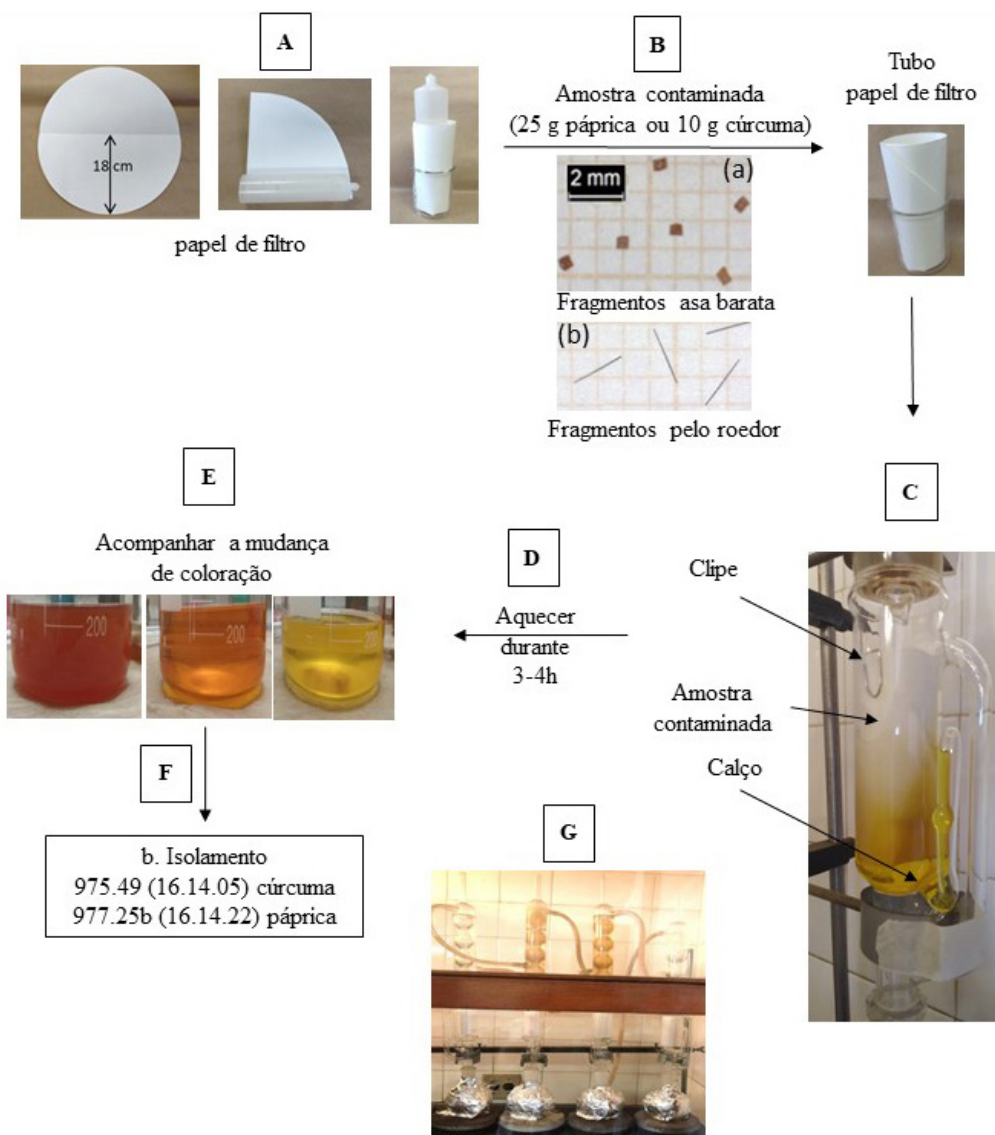 A
18 cm
papel de filtro
B
Amostra contaminada
(25 g páprica ou 10 g cúrcuma)
2 mm
(a)
Fragmentos asa barata
(b)
Fragmentos pelo roedor
Tubo
papel de filtro
C
Clipe
Amostra
contaminada
Calço
D
Aquecer
durante
3-4h
E
Acompanhar a mudança
de coloração
200
200
200
F
b. Isolamento
975.49 (16.14.05) cúrcuma
977.25b (16.14.22) páprica
G